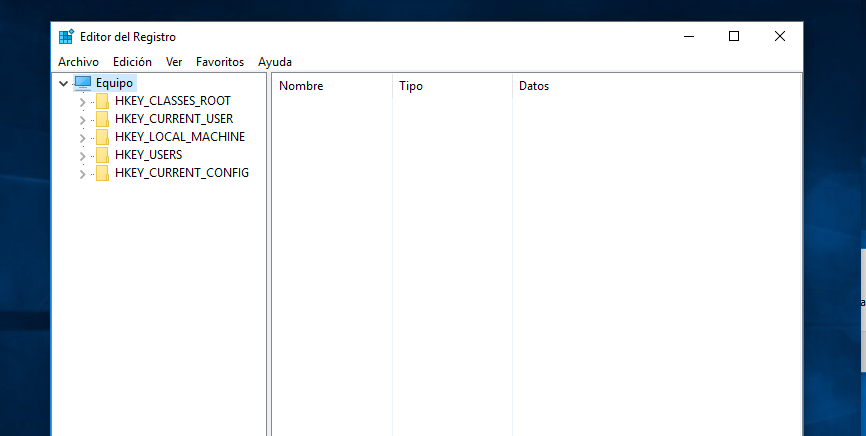 Editor del Registro
Archivo Edición Ver Favoritos Ayuda
Equipo
HKEY_CLASSES_ROOT
HKEY_CURRENT_USER
HKEY_LOCAL_MACHINE
HKEY_USERS
HKEY_CURRENT_CONFIG
Nombre Tipo Datos